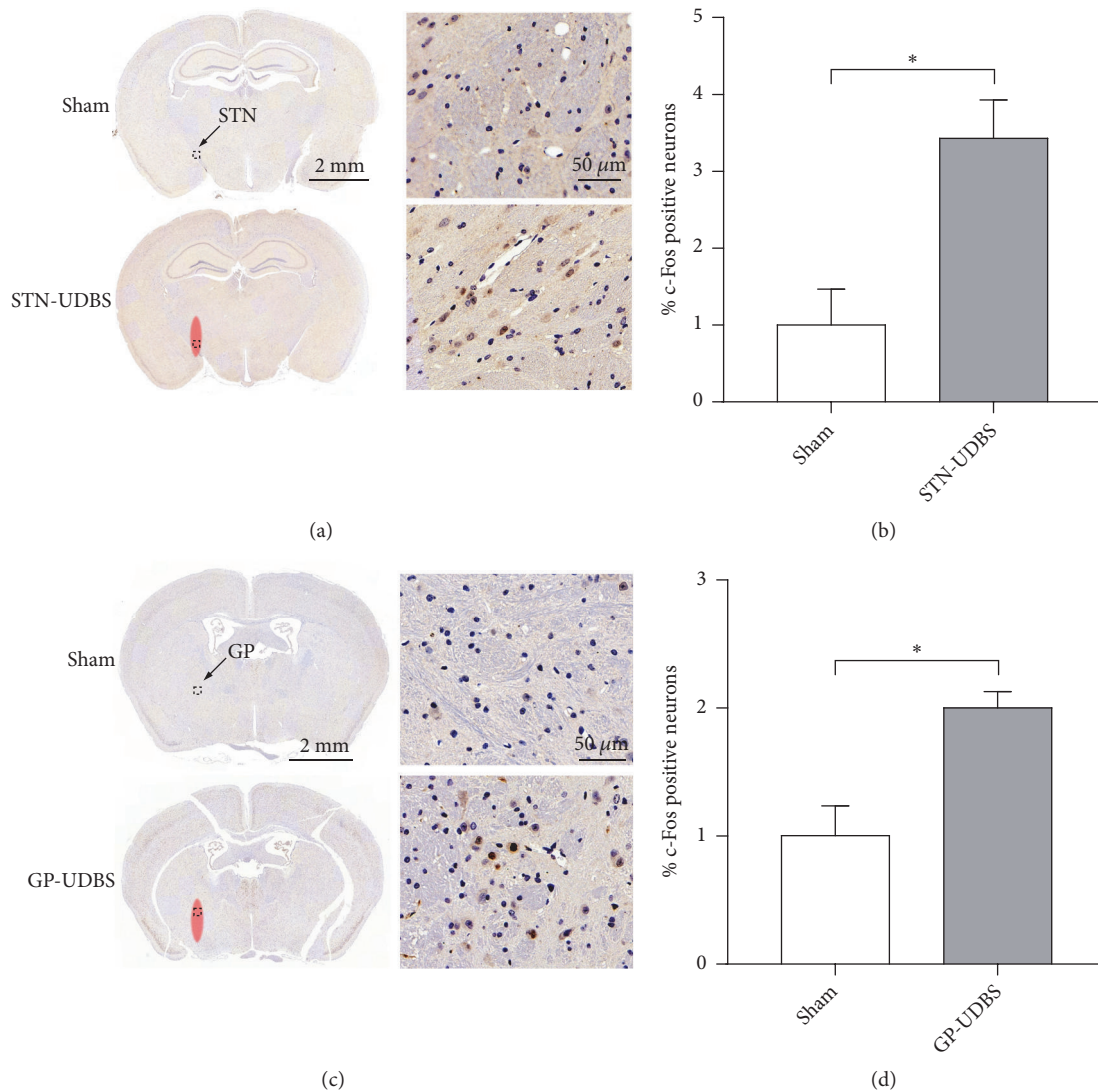 Sham
STN
2 mm
50 μm
STN-UDBS
(a)
% c-Fos positive neurons
5
4
3
2
1
0
*
Sham
STN-UDBS
(b)
Sham
GP
2 mm
50 μm
GP-UDBS
(c)
% c-Fos positive neurons
3
2
1
0
*
Sham
GP-UDBS
(d)